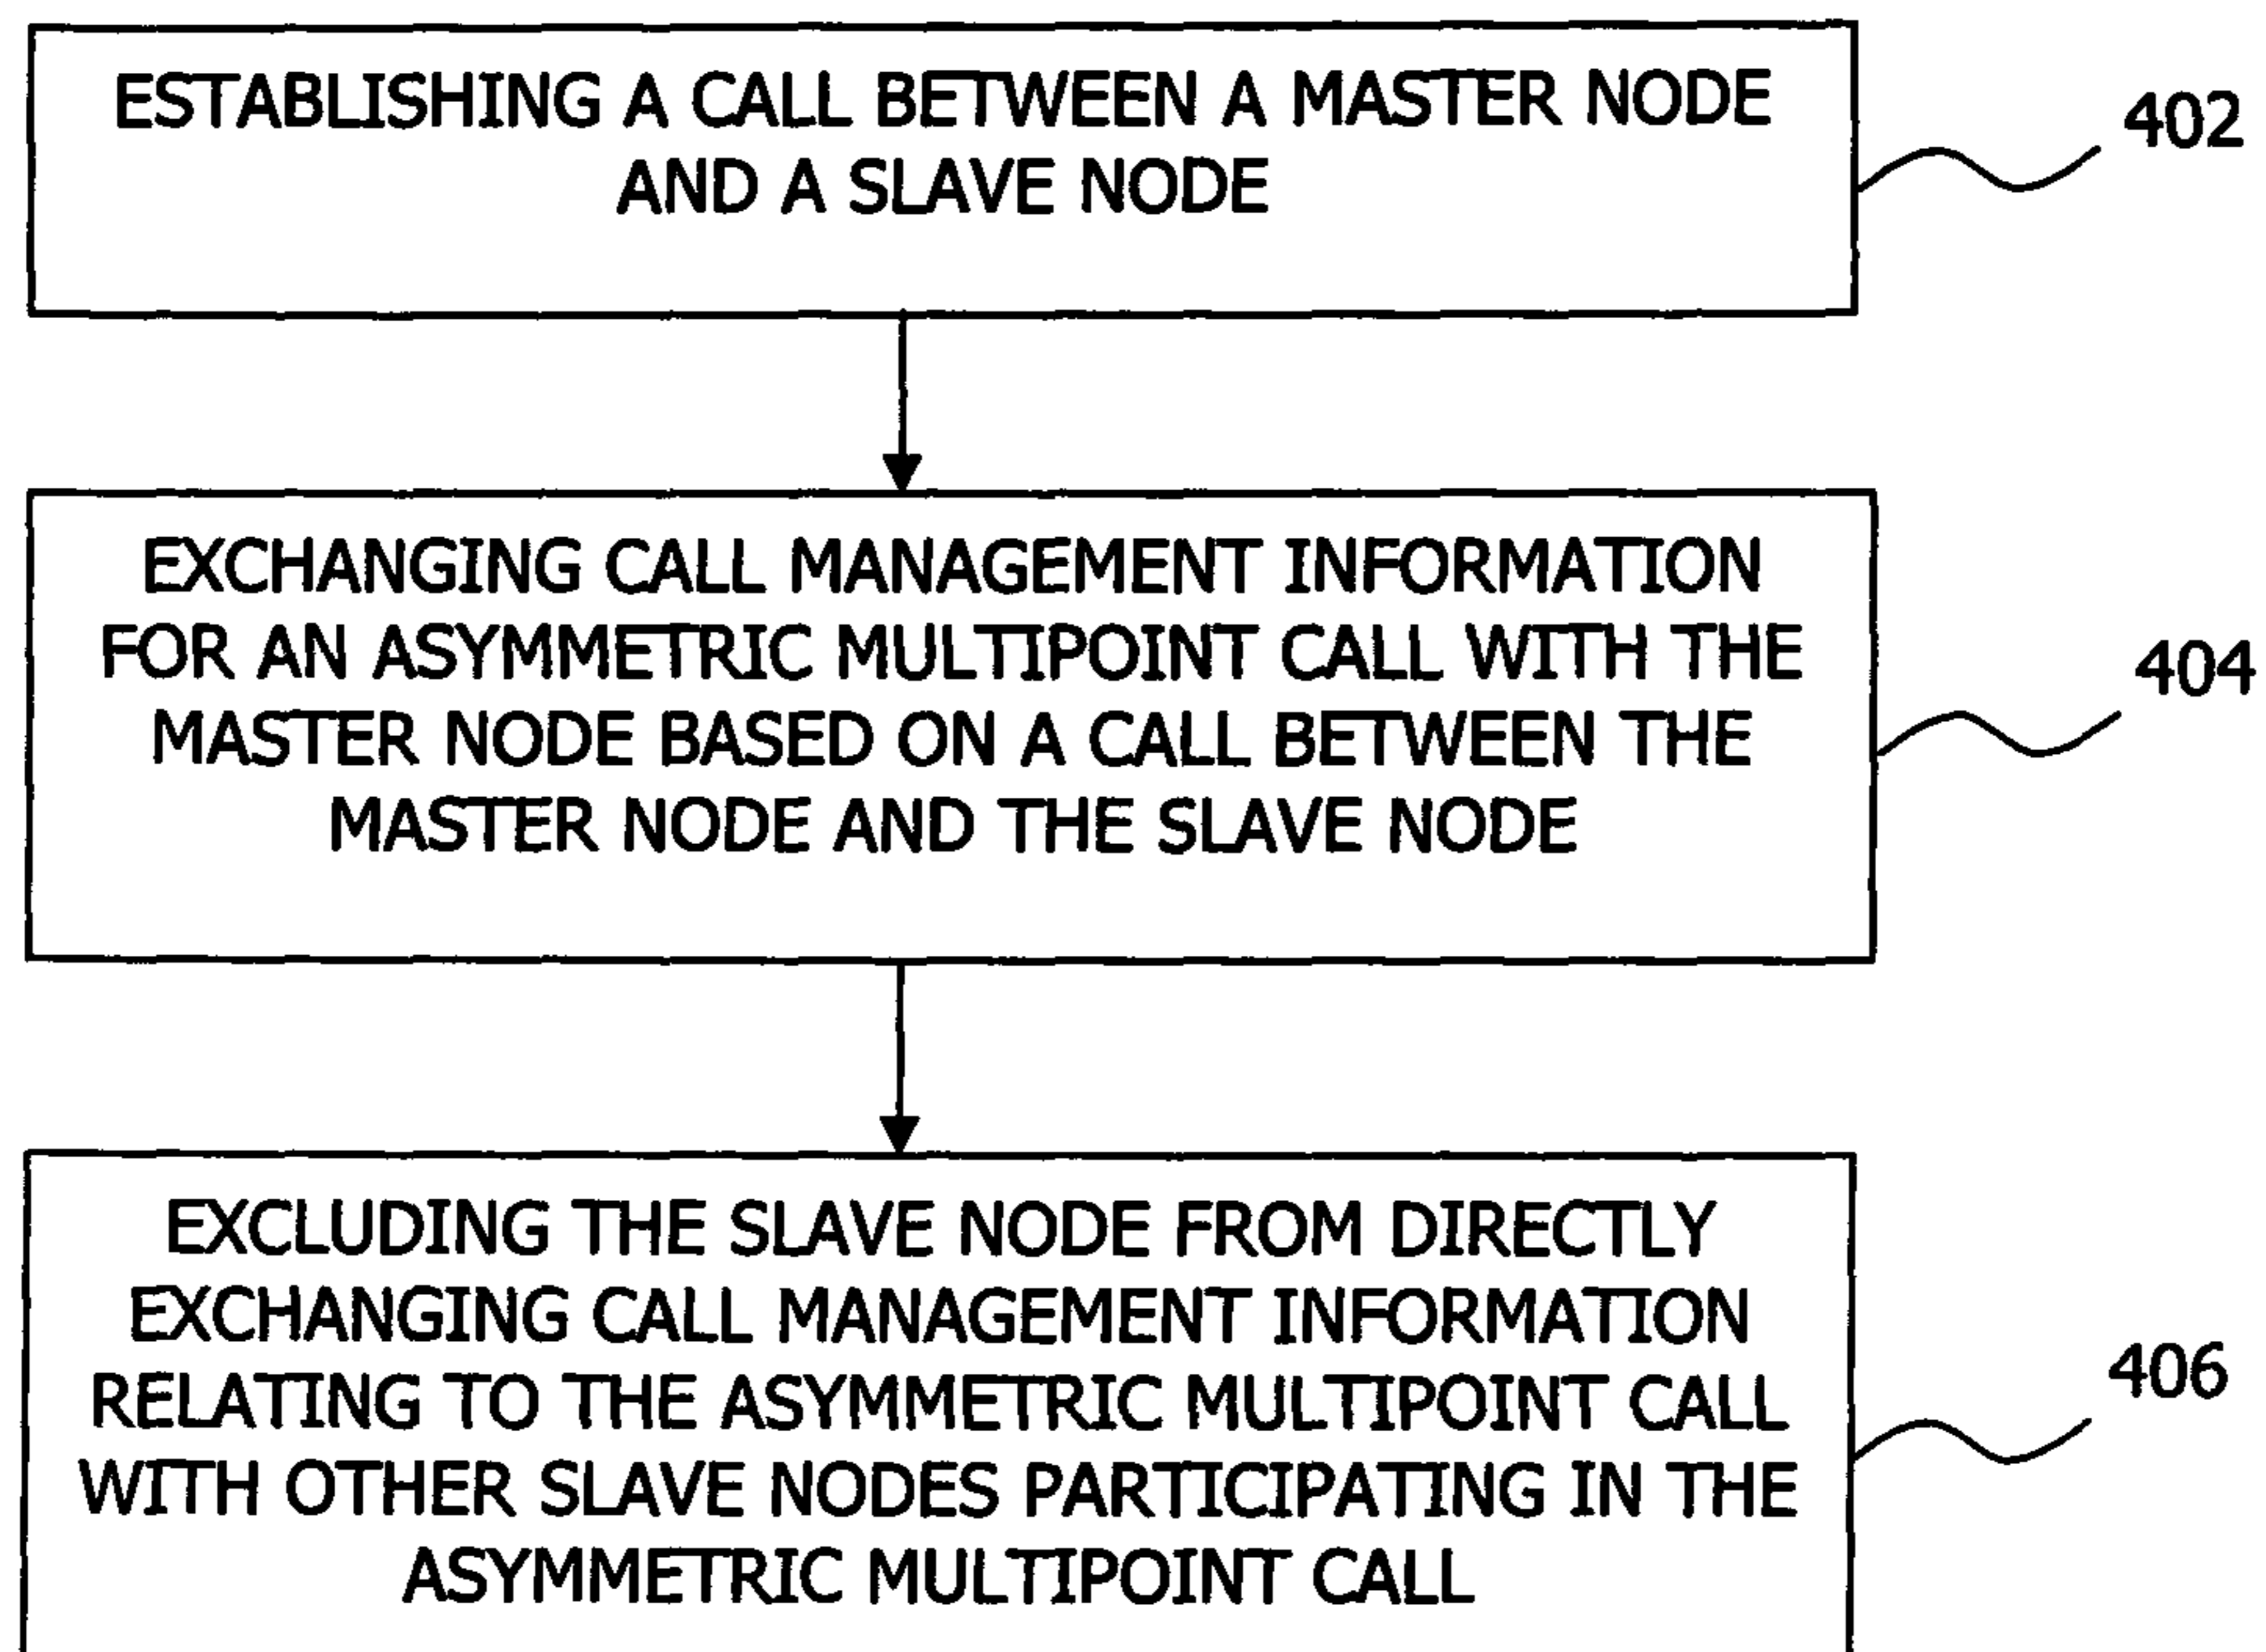 ESTABLISHING A CALL BETWEEN A MASTER NODE
AND A SLAVE NODE
402
EXCHANGING CALL MANAGEMENT INFORMATION
FOR AN ASYMMETRIC MULTIPOINT CALL WITH THE
MASTER NODE BASED ON A CALL BETWEEN THE
MASTER NODE AND THE SLAVE NODE
404
EXCLUDING THE SLAVE NODE FROM DIRECTLY
EXCHANGING CALL MANAGEMENT INFORMATION
RELATING TO THE ASYMMETRIC MULTIPOINT CALL
WITH OTHER SLAVE NODES PARTICIPATING IN THE
ASYMMETRIC MULTIPOINT CALL
406